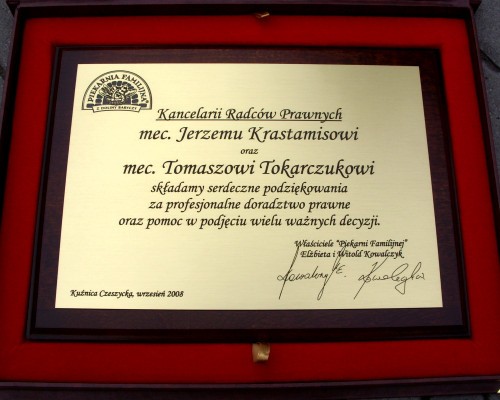 PIEKARNIA FAMILIJNA
Z DOLINY BARYCZY
Kancelarii Radców Prawnych
mec. Jerzemu Krastamisowi
oraz
mec. Tomaszowi Tokarczukowi
składamy serdeczne podziękowania
za profesjonalne doradztwo prawne
oraz pomoc w podjęciu wielu ważnych decyzji.
Właściciele "Piekarni Familijnej"
Elżbieta i Witold Kowalczyk
Kuźnica Czeszycka, wrzesień 2008